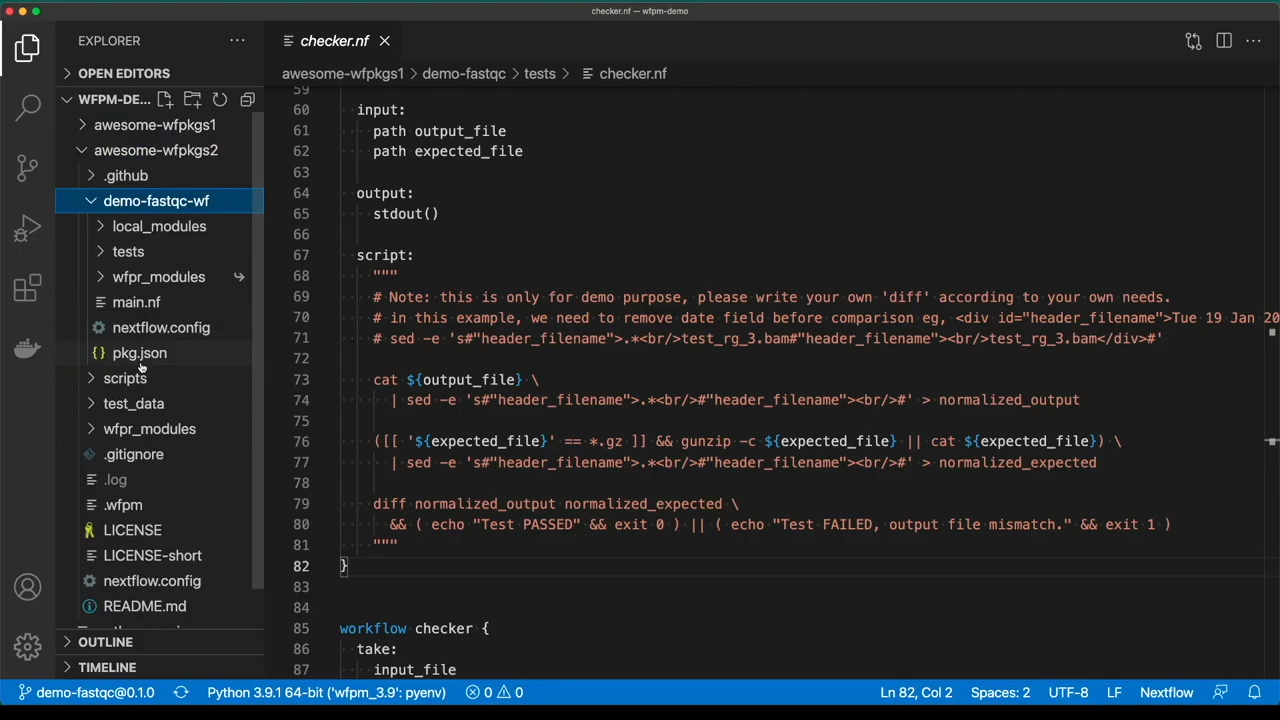 checker.nf — wfpm-demo
EXPLORER
OPEN EDITORS
WFPM-DE...
awesome-wfpkgs1
awesome-wfpkgs2
.github
demo-fastqc-wf
local_modules
tests
wfpr_modules
main.nf
nextflow.config
pkg.json
scripts
test_data
wfpr_modules
.gitignore
.log
.wfpm
LICENSE
LICENSE-short
nextflow.config
README.md
OUTLINE
TIMELINE
checker.nf
awesome-wfpkgs1 > demo-fastqc > tests > checker.nf
59
60 input:
61 path output_file
62 path expected_file
63
64 output:
65 stdout()
66
67 script:
68 """
69 # Note: this is only for demo purpose, please write your own 'diff' according to your own needs.
70 # in this example, we need to remove date field before comparison eg, <div id="header_filename">Tue 19 Jan 20
71 # sed -e 's#"header_filename">.*<br/>test_rg_3.bam#"header_filename"><br/>test_rg_3.bam</div>#'
72
73 cat ${output_file} \
74 | sed -e 's#"header_filename">.*<br/>#"header_filename"><br/>#' > normalized_output
75
76 ([[ '${expected_file}' == *.gz ]] && gunzip -c ${expected_file} || cat ${expected_file}) \
77 | sed -e 's#"header_filename">.*<br/>#"header_filename"><br/>#' > normalized_expected
78
79 diff normalized_output normalized_expected \
80 && ( echo "Test PASSED" && exit 0 ) || ( echo "Test FAILED, output file mismatch." && exit 1 )
81 """
82 }
83
84
85 workflow checker {
86 take:
87 input_file
demo-fastqc@0.1.0 Python 3.9.1 64-bit ('wfpm_3.9': pyenv) 0 0 Ln 82, Col 2 Spaces: 2 UTF-8 LF Nextflow